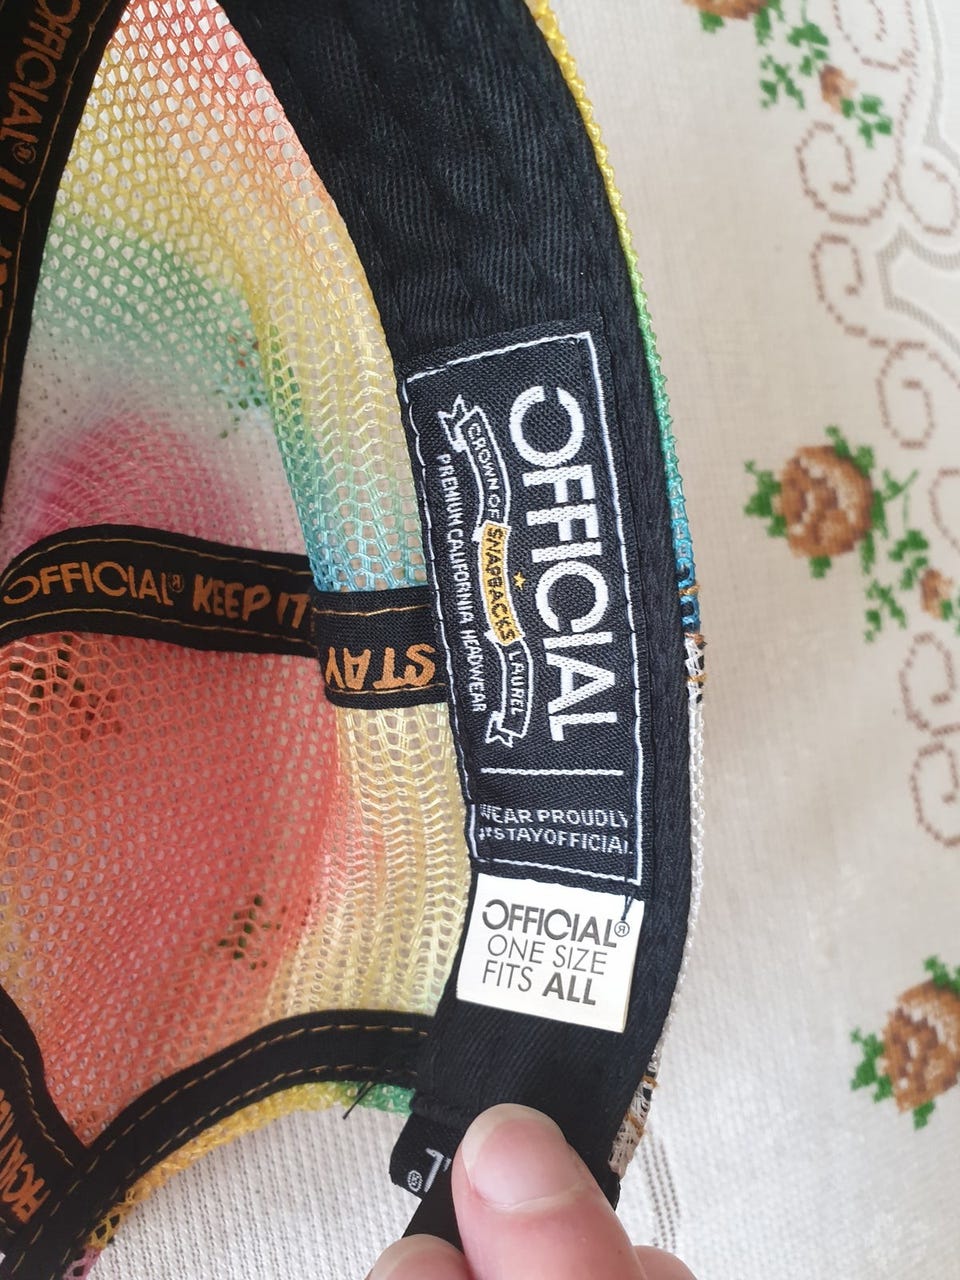 OFFICIAL
CROWN OF SNAPBACKS LAUREL
PREMIUM CALIFORNIA HEADWEAR
WEAR PROUDLY
#STAYOFFICIAL
OFFICIAL®
ONE SIZE
FITS ALL
OFFICIAL® KEEP IT
STAY
OFFICIAL®